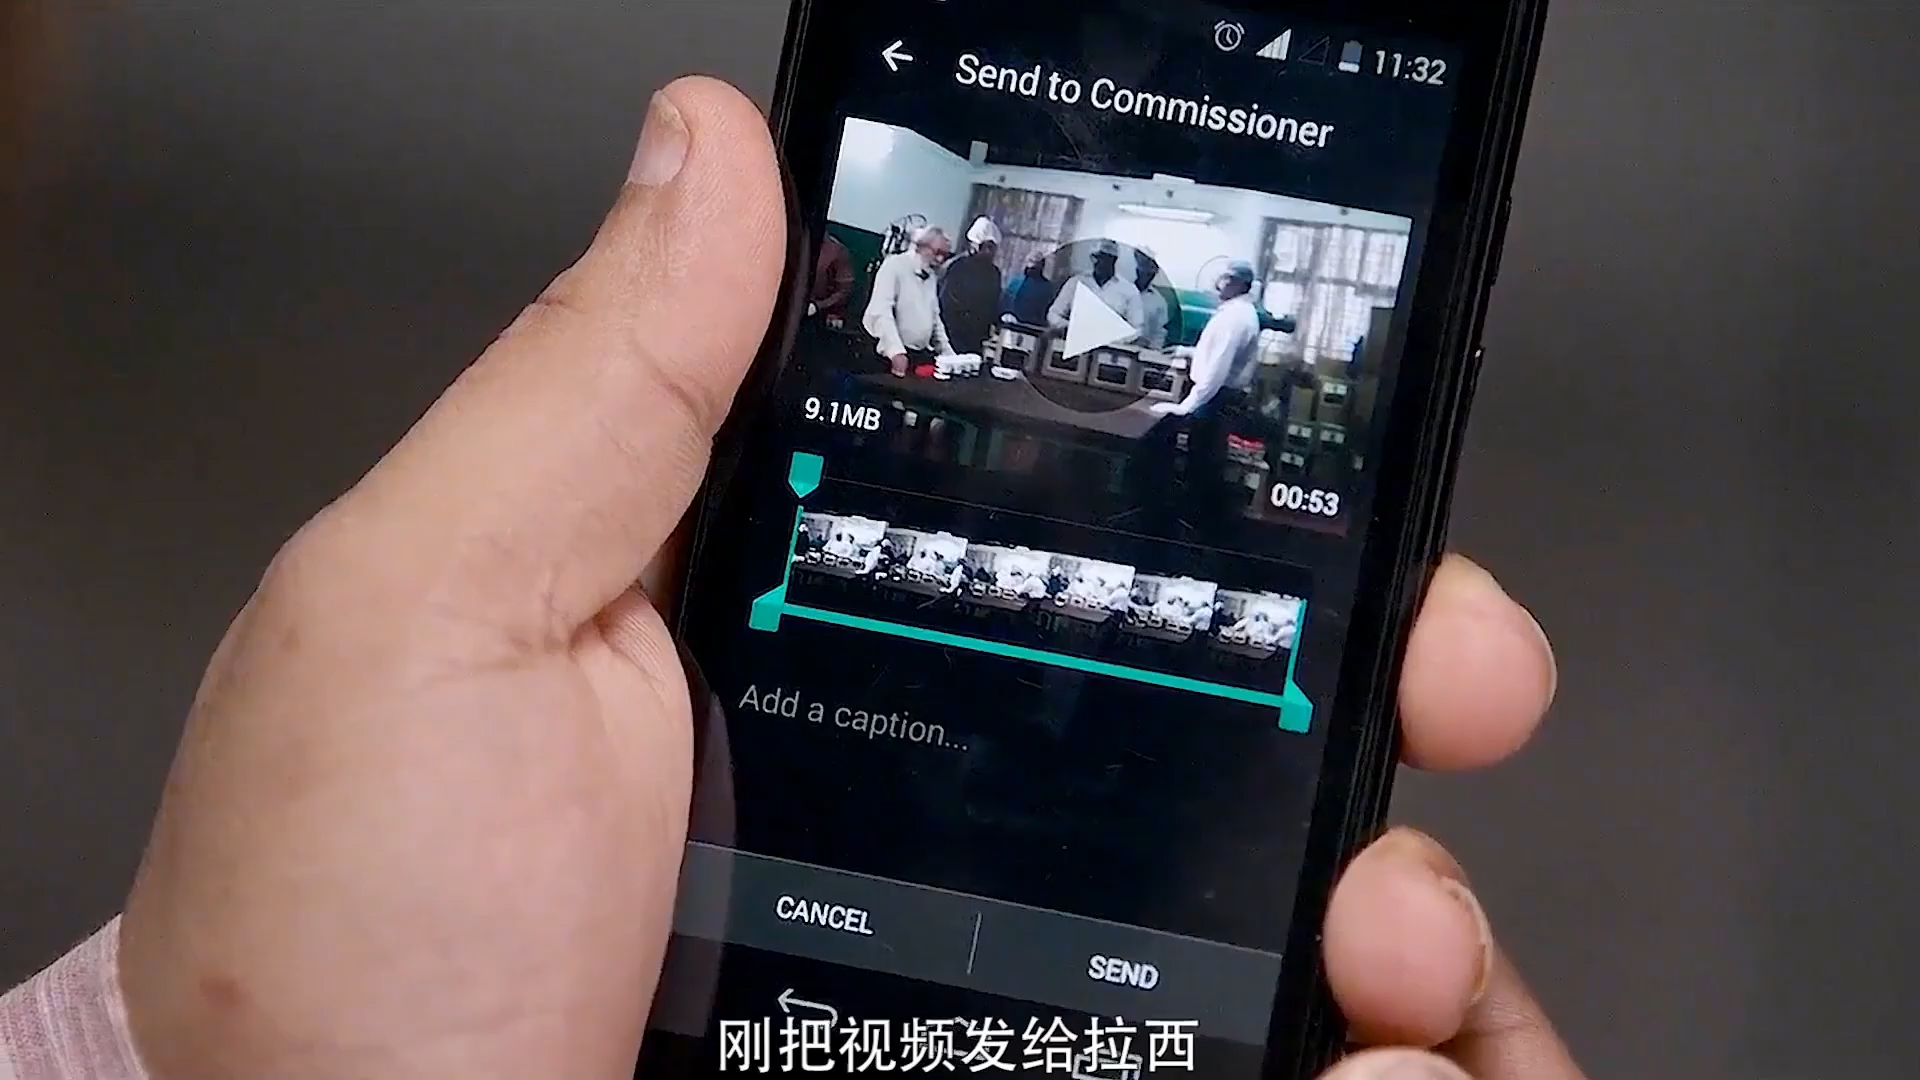 11:32
Send to Commissioner
9.1MB
00:53
Add a caption...
CANCEL
SEND
刚把视频发给拉西